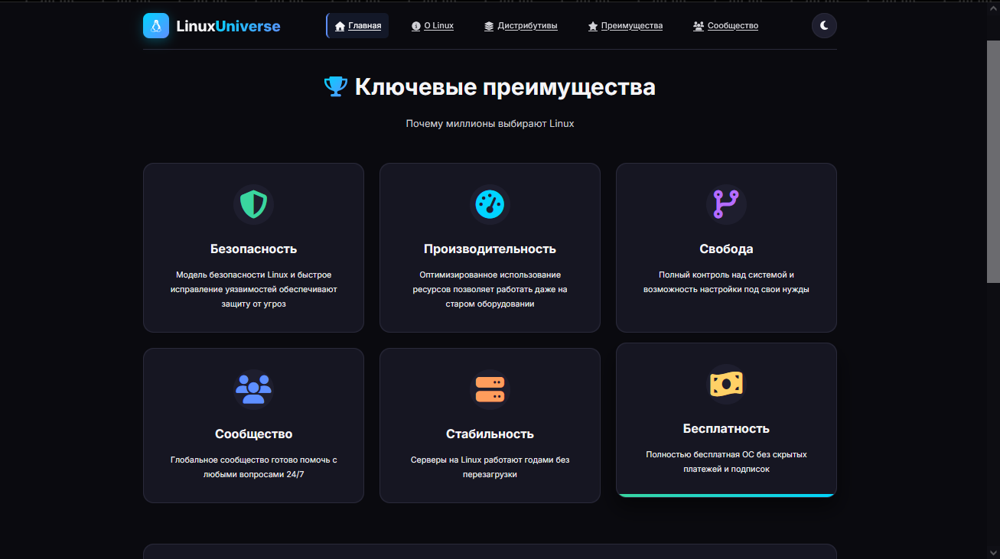 LinuxUniverse
Главная
О Linux
Дистрибутивы
Преимущества
Сообщество
Ключевые преимущества
Почему миллионы выбирают Linux
Безопасность
Модель безопасности Linux и быстрое
исправление уязвимостей обеспечивают
защиту от угроз
Производительность
Оптимизированное использование
ресурсов позволяет работать даже на
старом оборудовании
Свобода
Полный контроль над системой и
возможность настройки под свои нужды
Сообщество
Глобальное сообщество готово помочь с
любыми вопросами 24/7
Стабильность
Серверы на Linux работают годами без
перезагрузки
Бесплатность
Полностью бесплатная ОС без скрытых
платежей и подписок